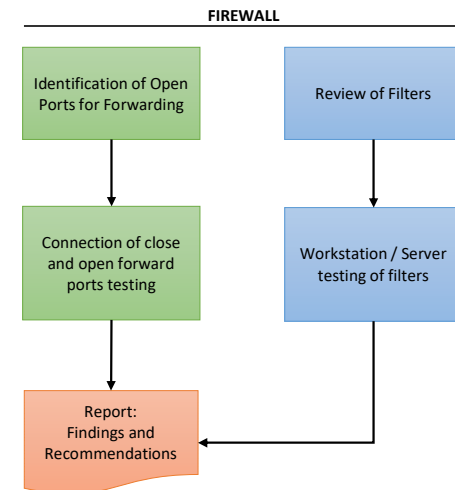 FIREWALL
Identification of Open
Ports for Forwarding
Review of Filters
Connection of close
and open forward
ports testing
Workstation / Server
testing of filters
Report:
Findings and
Recommendations